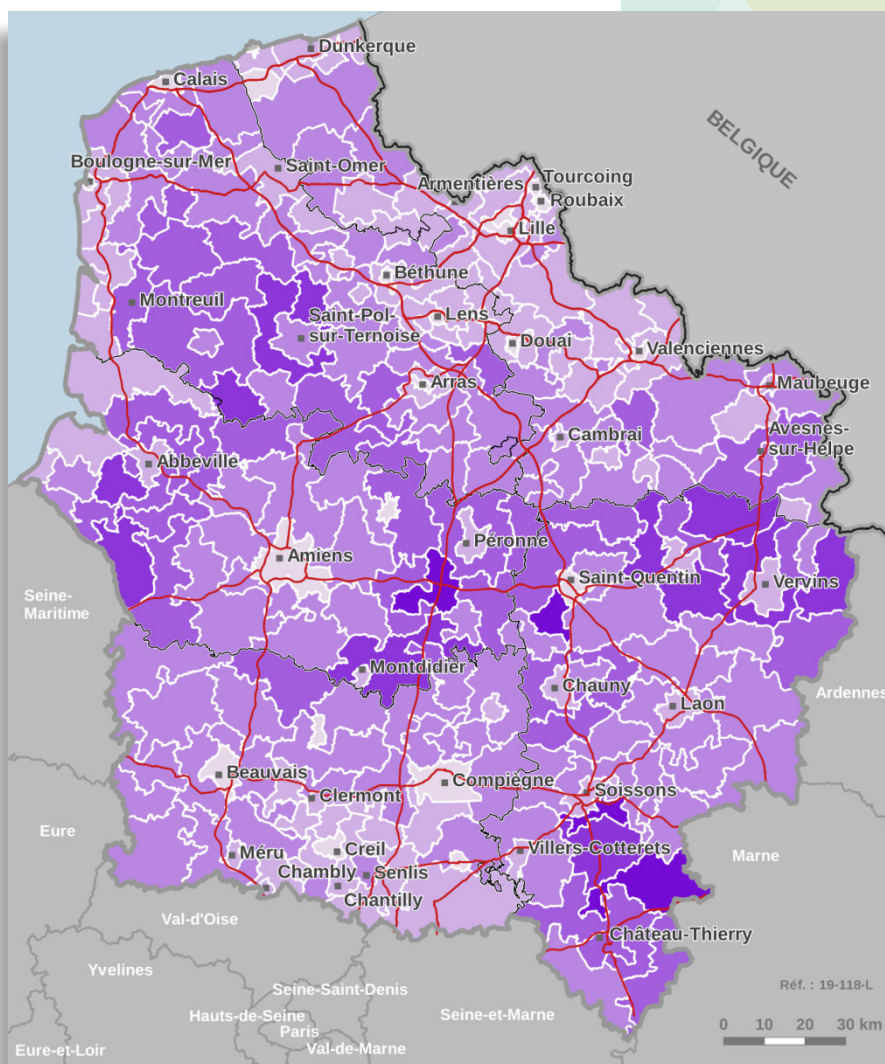 Dunkerque
Calais
BELGIQUE
Boulogne-sur-Mer
Saint-Omer
Tourcoing
Armentières
Roubaix
Lille
Béthune
Montreuil
Saint-Pol-
sur-Ternoise
Lens
Douai
Valenciennes
Arras
Maubeuge
Cambrai
Avesnes-
sur-Helpe
Abbeville
Péronne
Amiens
Saint-Quentin
Vervins
Seine-
Maritime
Montdidier
Chauny
Laon
Ardennes
Beauvais
Compiègne
Clermont
Soissons
Eure
Creil
Villers-Cotterets
Méru
Marne
Chambly
Senlis
Chantilly
Val-d'Oise
Château-Thierry
Yvelines
Seine-Saint-Denis
Réf. : 19-118-L
Hauts-de-Seine
Seine-et-Marne
Paris
Eure-et-Loir
Val-de-Marne
0 10 20 30 km